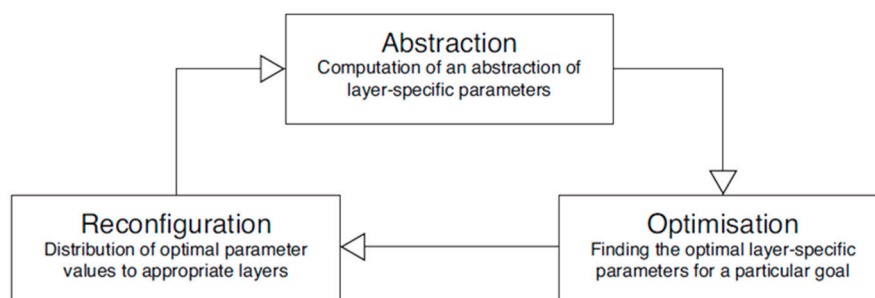 Abstraction
Computation of an abstraction of
layer-specific parameters
Reconfiguration
Distribution of optimal parameter
values to appropriate layers
Optimisation
Finding the optimal layer-specific
parameters for a particular goal